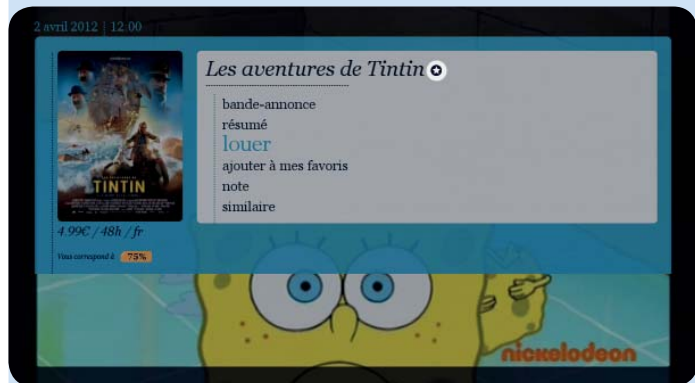 2 avril 2012 | 12:00
Les aventures de Tintin
bande-annonce
résumé
louer
ajouter à mes favoris
note
similaire
TINTIN
4.99€ / 48h / fr
Vous correspond à 75%
nickelodeon